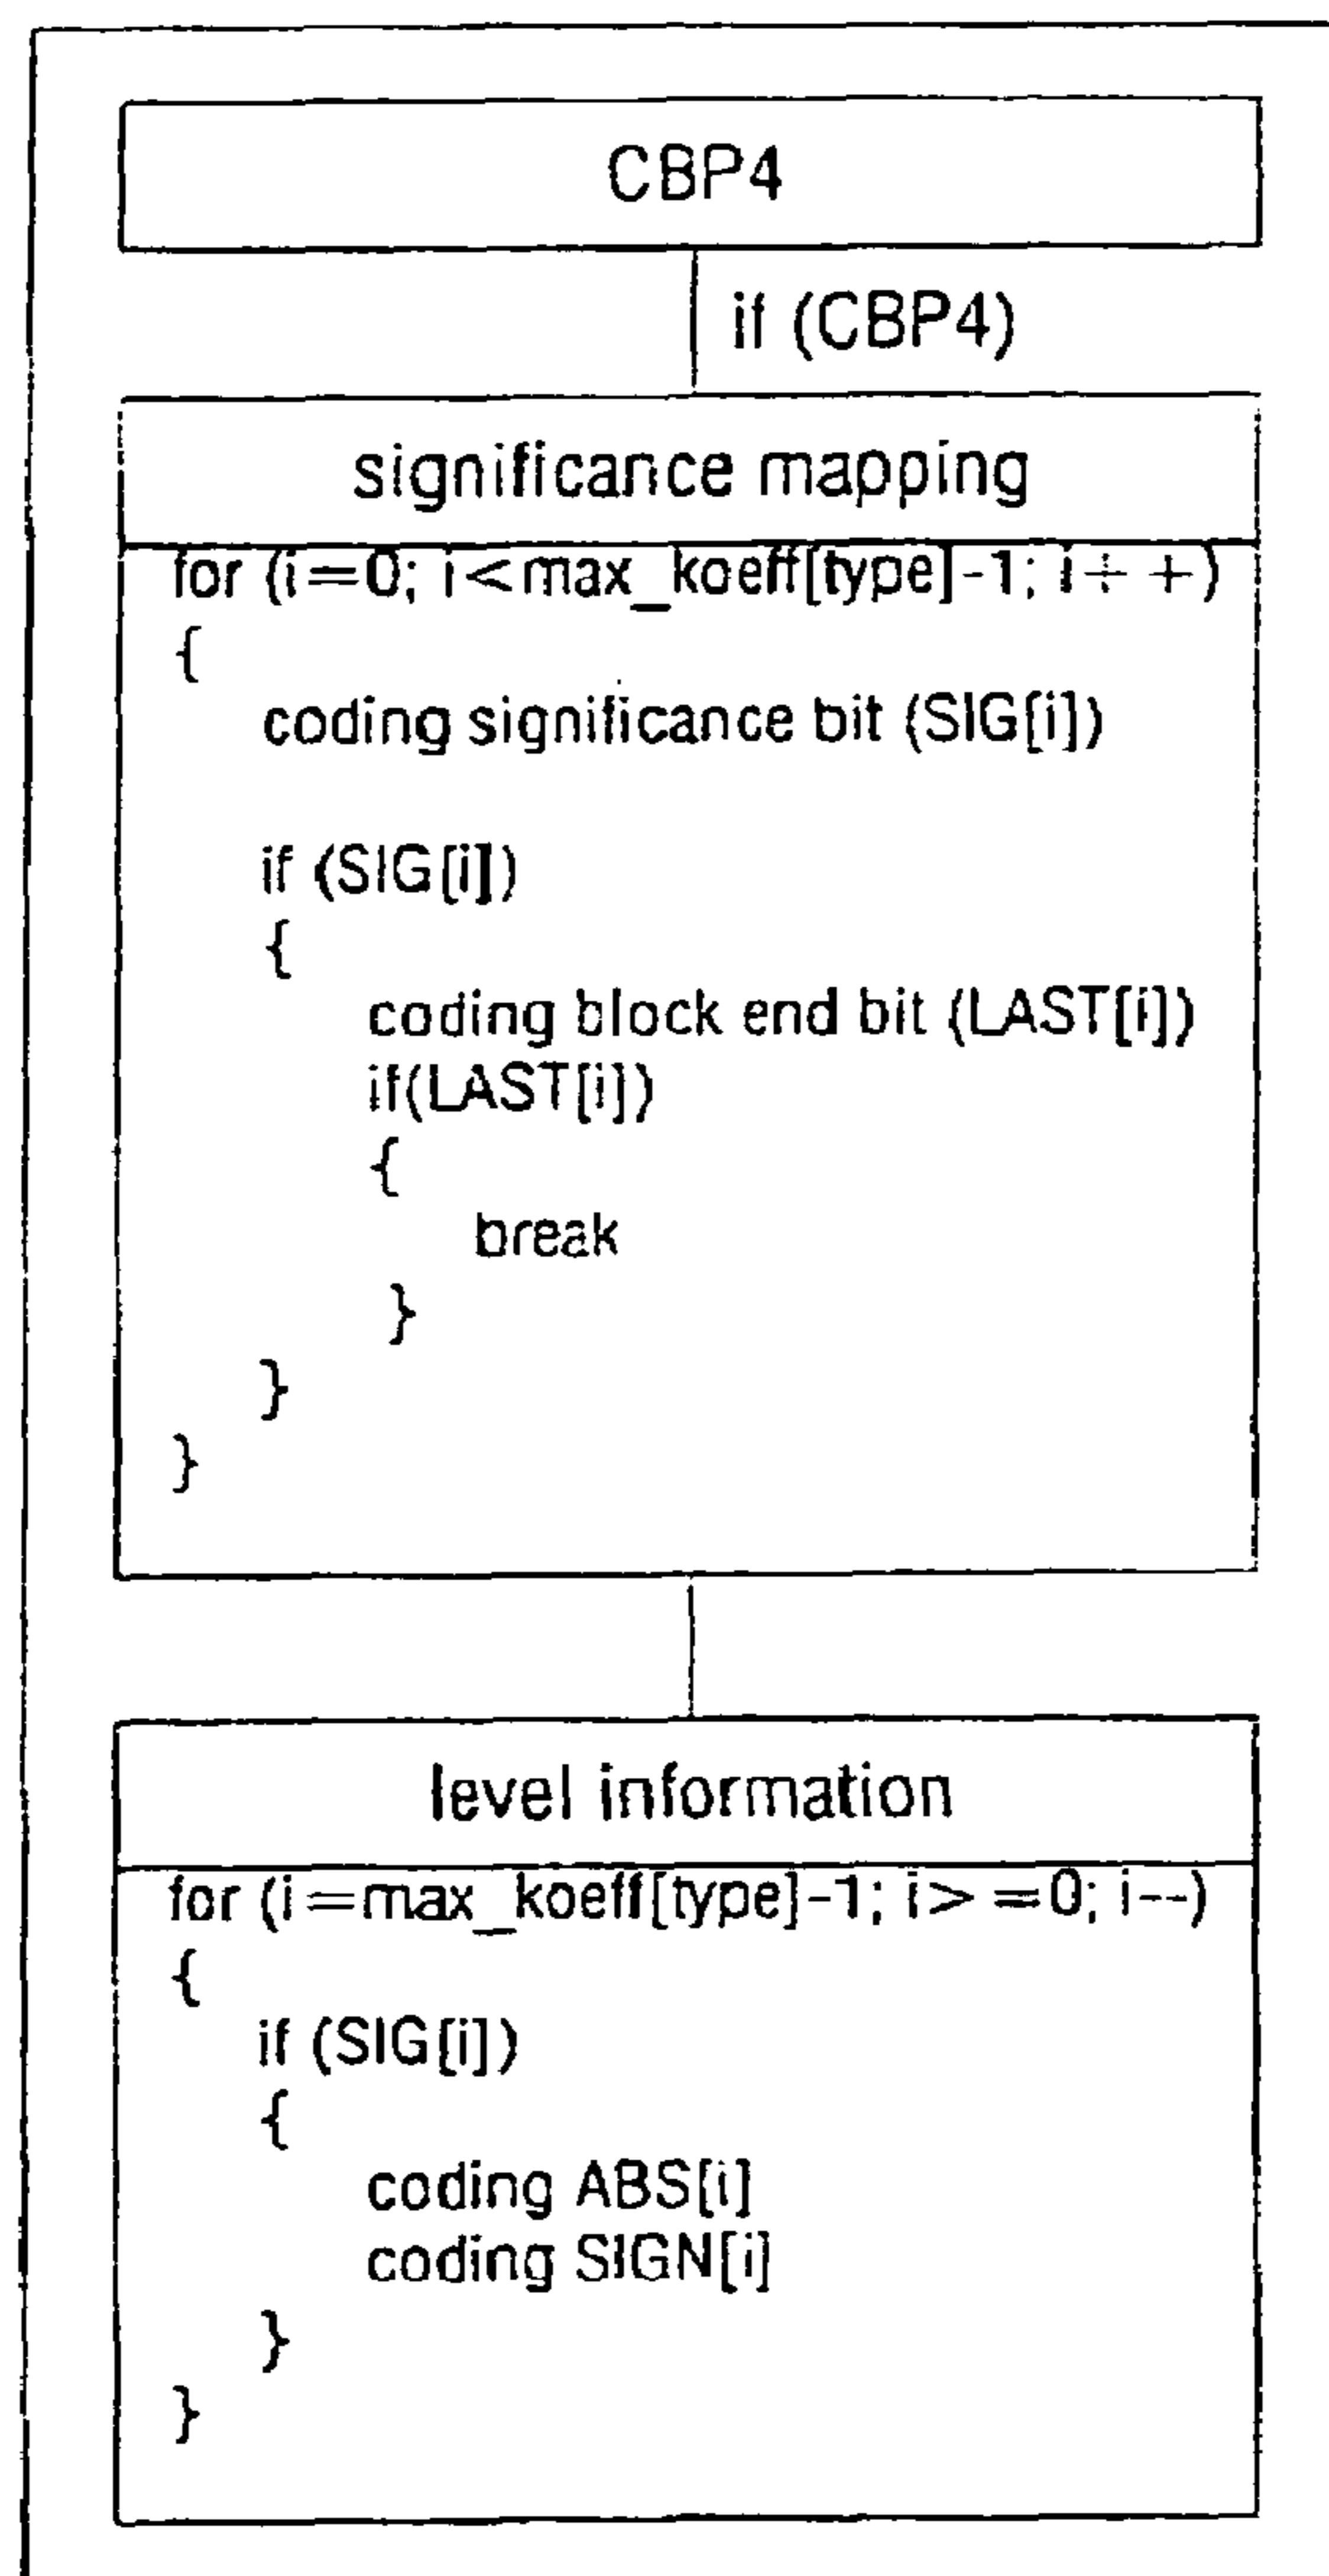 CBP4
if (CBP4)
significance mapping
for (i=0; i<max_koeff[type]-1; i++)
{
coding significance bit (SIG[i])
if (SIG[i])
{
coding block end bit (LAST[i])
if(LAST[i])
{
break
}
}
}
level information
for (i=max_koeff[type]-1; i>=0; i--)
{
if (SIG[i])
{
coding ABS[i]
coding SIGN[i]
}
}